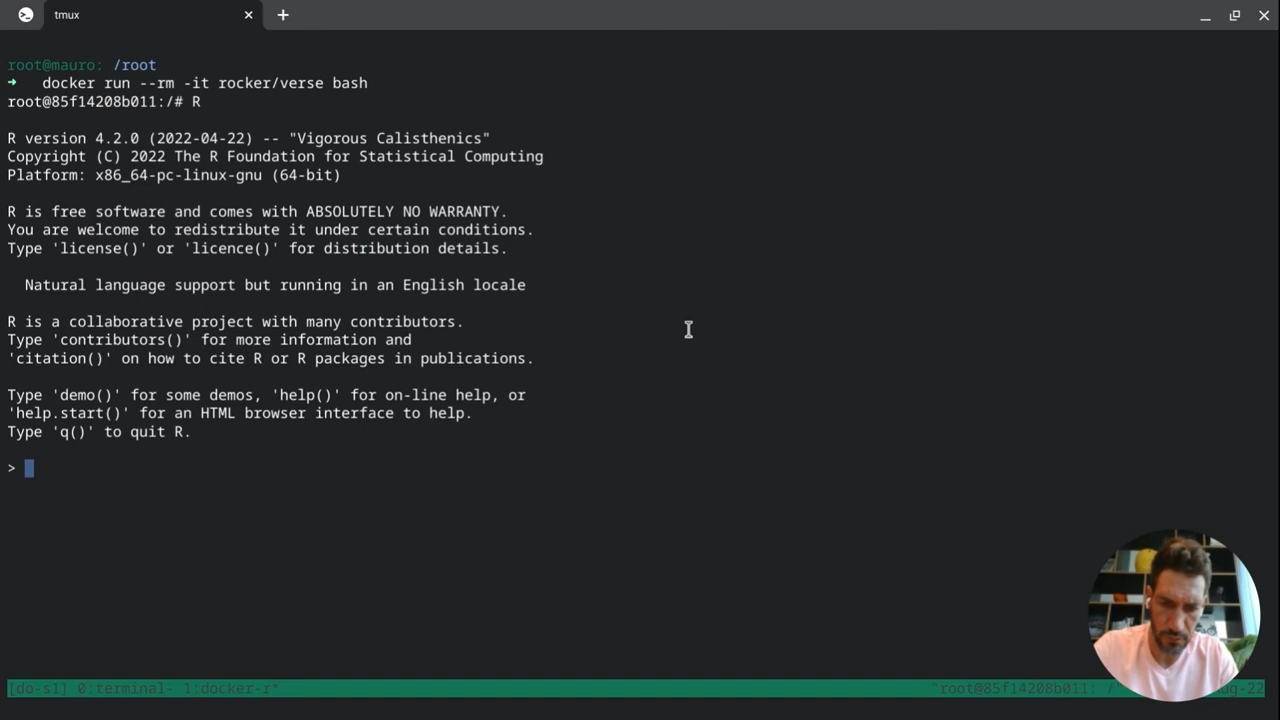 tmux
root@mauro: /root
➜   docker run --rm -it rocker/verse bash
root@85f14208b011:/# R
R version 4.2.0 (2022-04-22) -- "Vigorous Calisthenics"
Copyright (C) 2022 The R Foundation for Statistical Computing
Platform: x86_64-pc-linux-gnu (64-bit)
R is free software and comes with ABSOLUTELY NO WARRANTY.
You are welcome to redistribute it under certain conditions.
Type 'license()' or 'licence()' for distribution details.
Natural language support but running in an English locale
R is a collaborative project with many contributors.
Type 'contributors()' for more information and
'citation()' on how to cite R or R packages in publications.
Type 'demo()' for some demos, 'help()' for on-line help, or
'help.start()' for an HTML browser interface to help.
Type 'q()' to quit R.
>
[do-s1] 0:terminal- 1:docker-r* "root@85f14208b011: /"